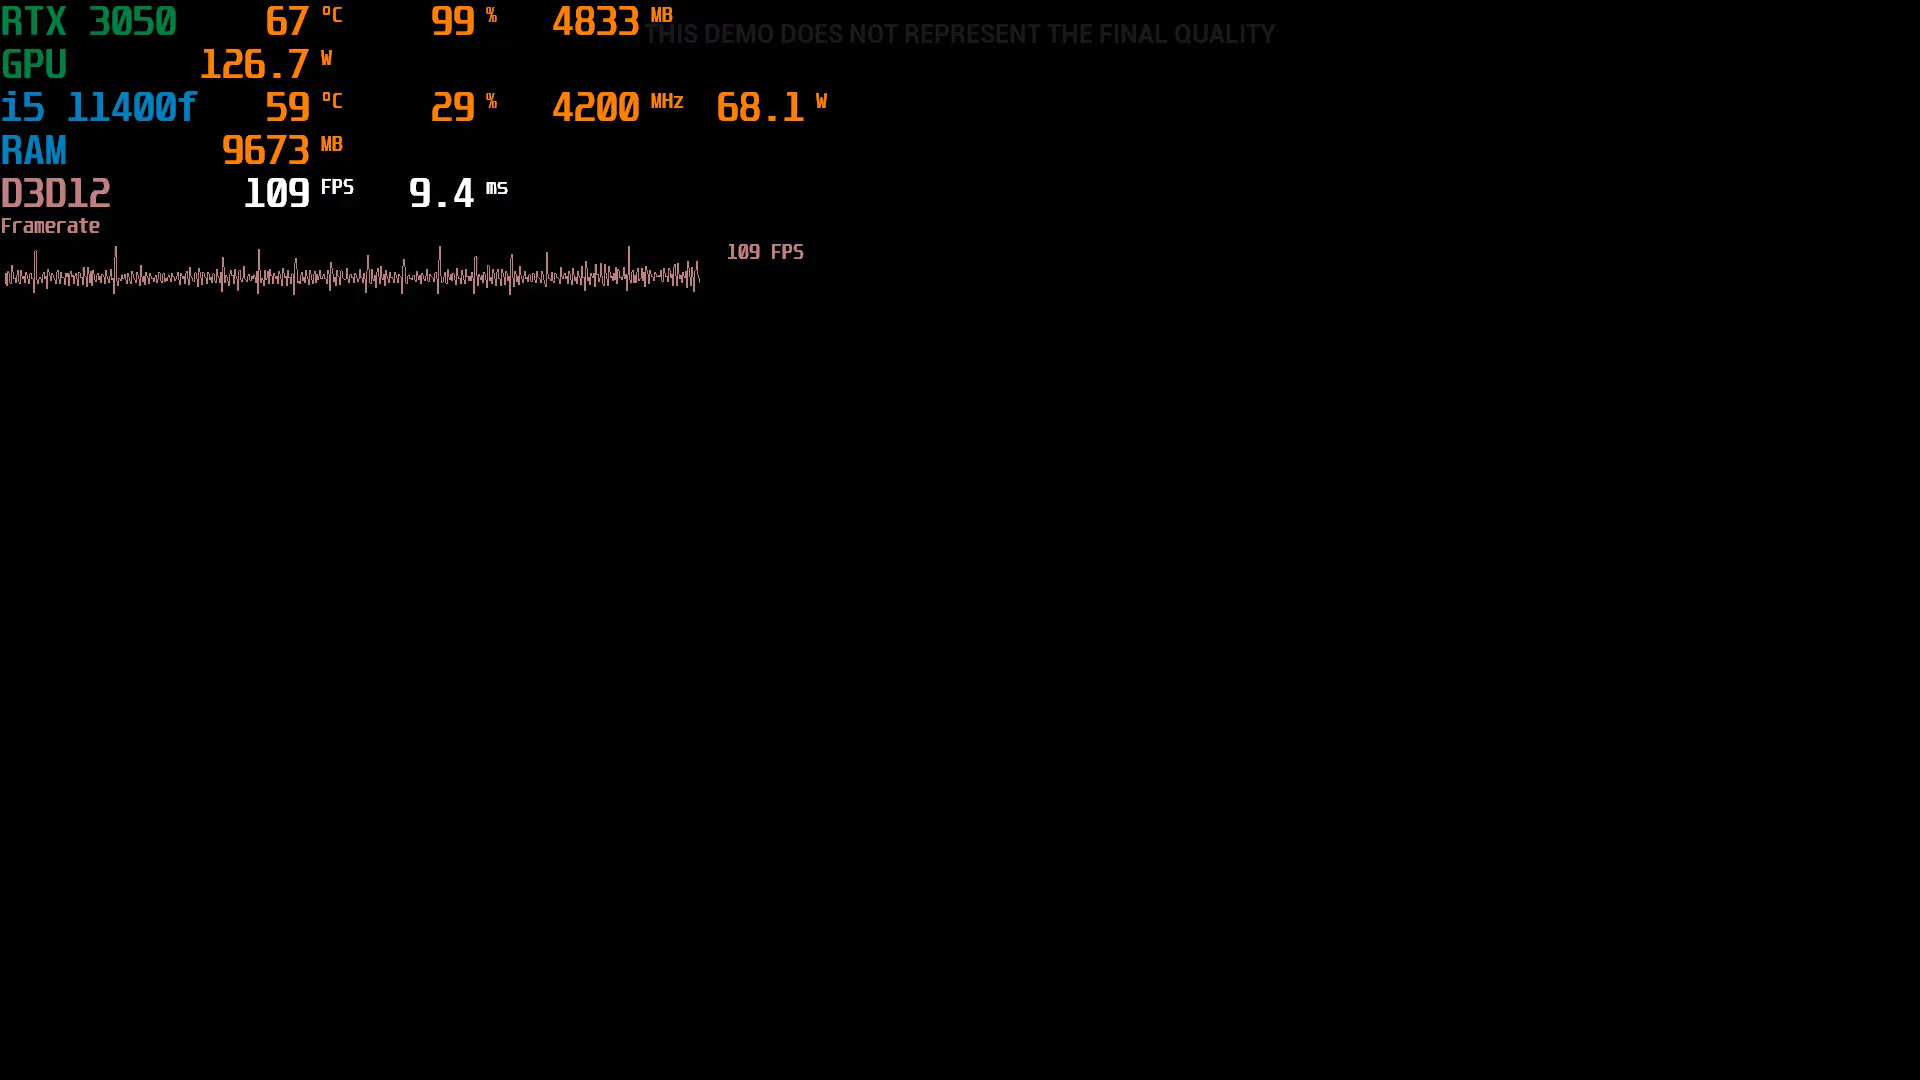 RTX 3050 67 °C 99 % 4833 MB
THIS DEMO DOES NOT REPRESENT THE FINAL QUALITY
GPU 126.7 W
i5 11400f 59 °C 29 % 4200 MHz 68.1 W
RAM 9673 MB
D3D12 109 FPS 9.4 ms
Framerate
109 FPS